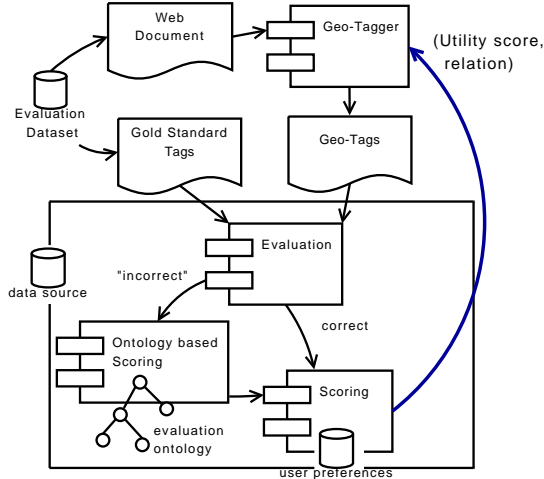 Web
Document
Geo-Tagger
(Utility score,
relation)
Evaluation
Dataset
Gold Standard
Tags
Geo-Tags
Evaluation
data source
"incorrect"
correct
Ontology based
Scoring
Scoring
evaluation
ontology
user preferences